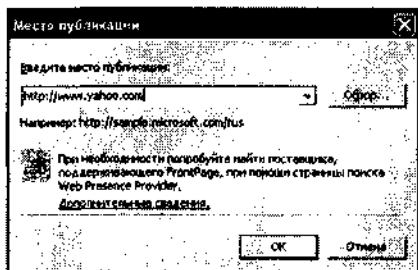 Место публикации
Введите место публикации:
http://www.yahoo.com
Обзор...
Например: http://sample.microsoft.com/rus
При необходимости попробуйте найти поставщика,
поддерживающего FrontPage, при помощи страницы поиска
Web Presence Provider.
Дополнительные сведения.
ОК
Отмена